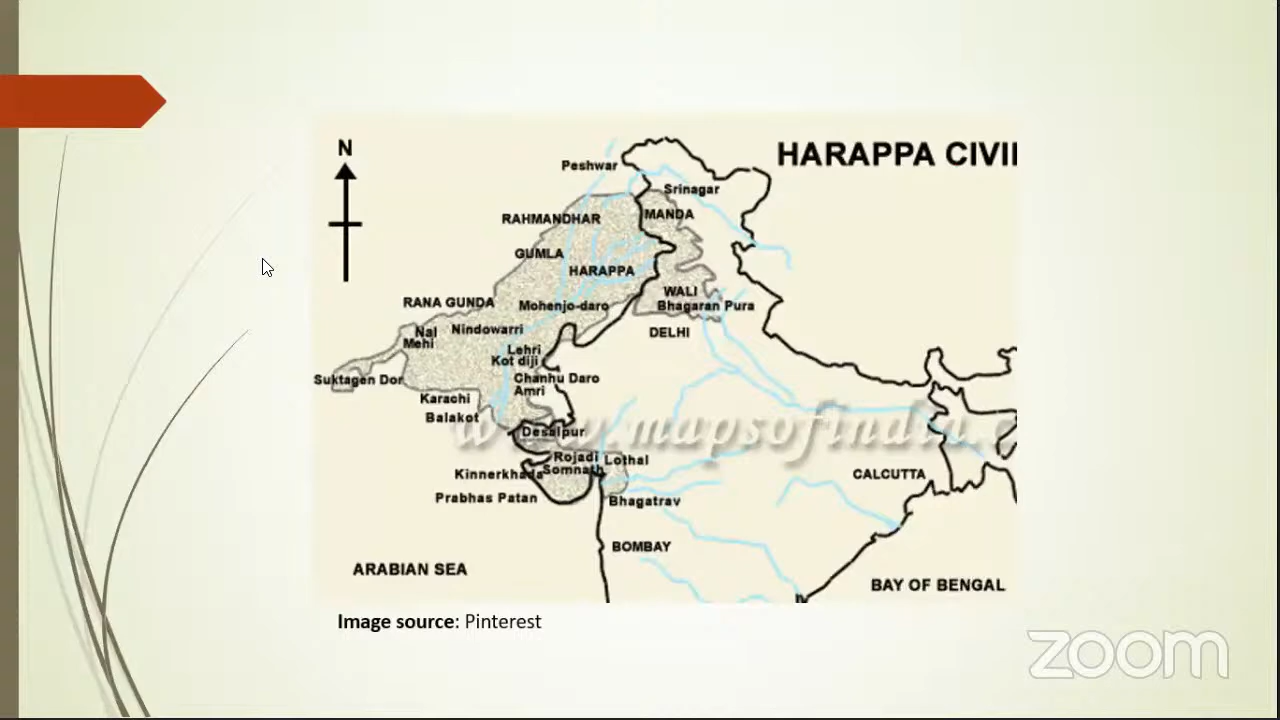 N
HARAPPA CIVI
Peshwar
Srinagar
RAHMANDHAR
MANDA
GUMLA
HARAPPA
RANA GUNDA
Mohenjo-daro
WALI
Bhagaran Pura
Nal
Nindowarri
DELHI
Mehi
Lehri
Kot diji
Suktagen Dor
Chanhu Daro
Amri
Karachi
Balakot
www.mapsofindia.c
Desalpur
Rojadi
Lothal
Kinnerkhada
Somnath
CALCUTTA
Prabhas Patan
Bhagatrav
BOMBAY
ARABIAN SEA
BAY OF BENGAL
Image source: Pinterest
zoom